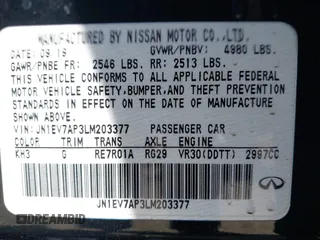 MANUFACTURED BY NISSAN MOTOR CO.,LTD.
DATE: 09 19 GVWR/PNBV: 4980 LBS.
GAWR/PNBE FR: 2546 LBS. RR: 2513 LBS.
THIS VEHICLE CONFORMS TO ALL APPLICABLE FEDERAL
MOTOR VEHICLE SAFETY, BUMPER, AND THEFT PREVENTION
STANDARDS IN EFFECT ON THE DATE OF MANUFACTURE
SHOWN ABOVE.
VIN: JN1EV7AP3LM203377 PASSENGER CAR
COLOR TRIM TRANS AXLE ENGINE
KH3 G RE7R01A RG29 VR30(DDTT) 2997CC
JN1EV7AP3LM203377
INFINITI
© AutoBidMaster